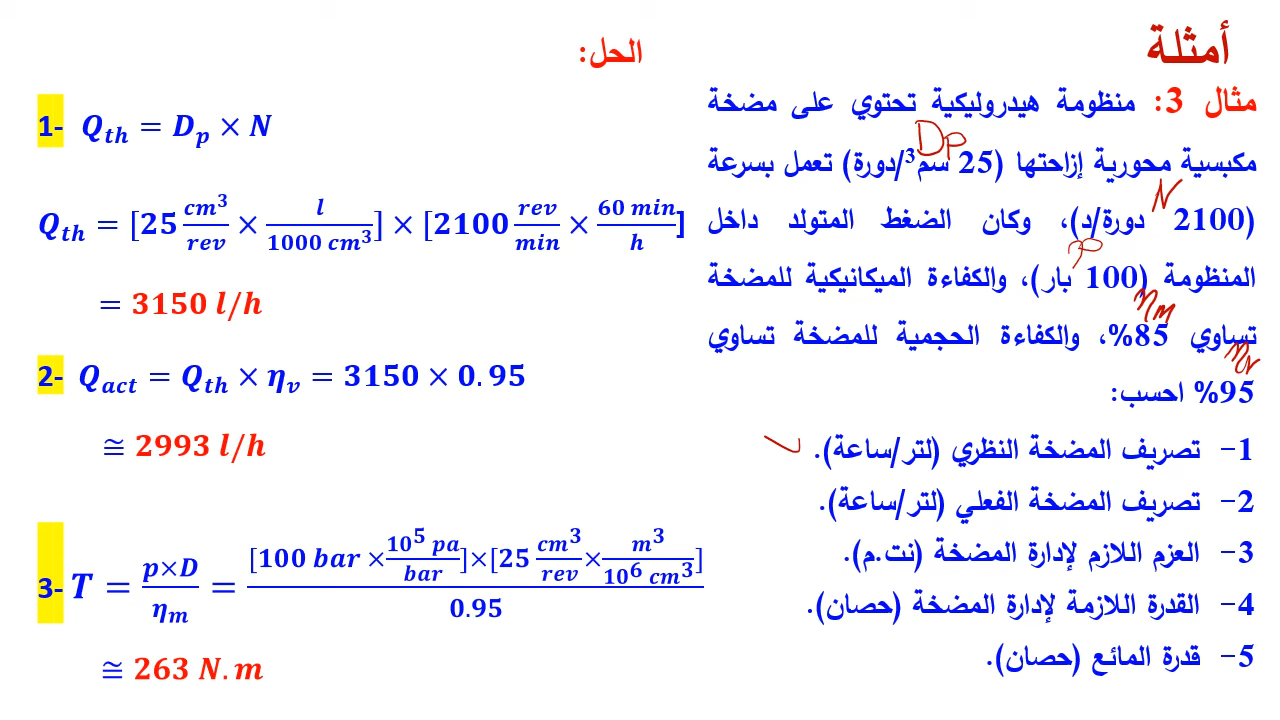 أمثلة
مثال 3: منظومة هيدروليكية تحتوي على مضخة
مكبسية محورية إزاحتها (25 سم³/دورة) تعمل بسرعة
Dp
(2100 دورة/د)، وكان الضغط المتولد داخل
N
المنظومة (100 بار)، والكفاءة الميكانيكية للمضخة
P
تساوي 85%، والكفاءة الحجمية للمضخة تساوي
ηm
95% احسب:
ηv
1- تصريف المضخة النظري (لتر/ساعة).
2- تصريف المضخة الفعلي (لتر/ساعة).
3- العزم اللازم لإدارة المضخة (نت.م).
4- القدرة اللازمة لإدارة المضخة (حصان).
5- قدرة المائع (حصان).
الحل:
1- Q_th = D_p × N
Q_th = [25 cm³/rev × l/1000 cm³] × [2100 rev/min × 60 min/h]
= 3150 l/h
2- Q_act = Q_th × η_v = 3150 × 0.95
≅ 2993 l/h
3- T = p×D/η_m = [100 bar × 10⁵ pa/bar]×[25 cm³/rev × m³/10⁶ cm³]/0.95
≅ 263 N.m